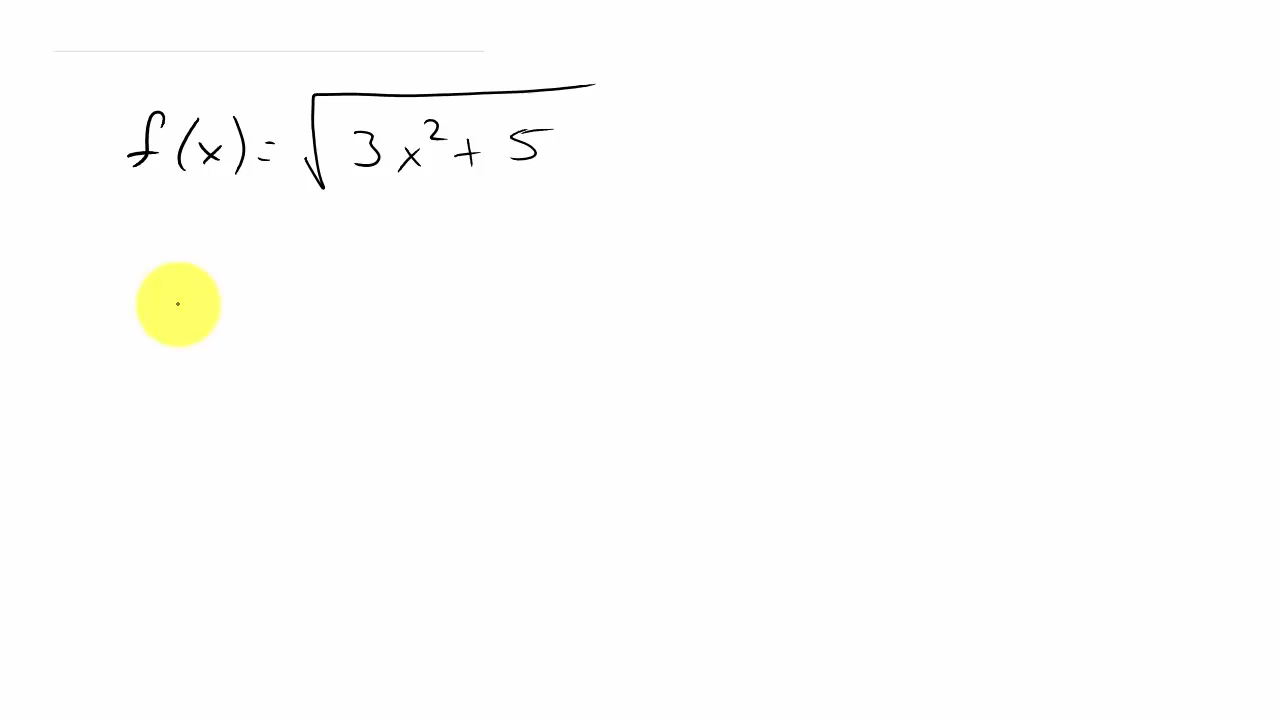 f(x) = √(3x² + 5)